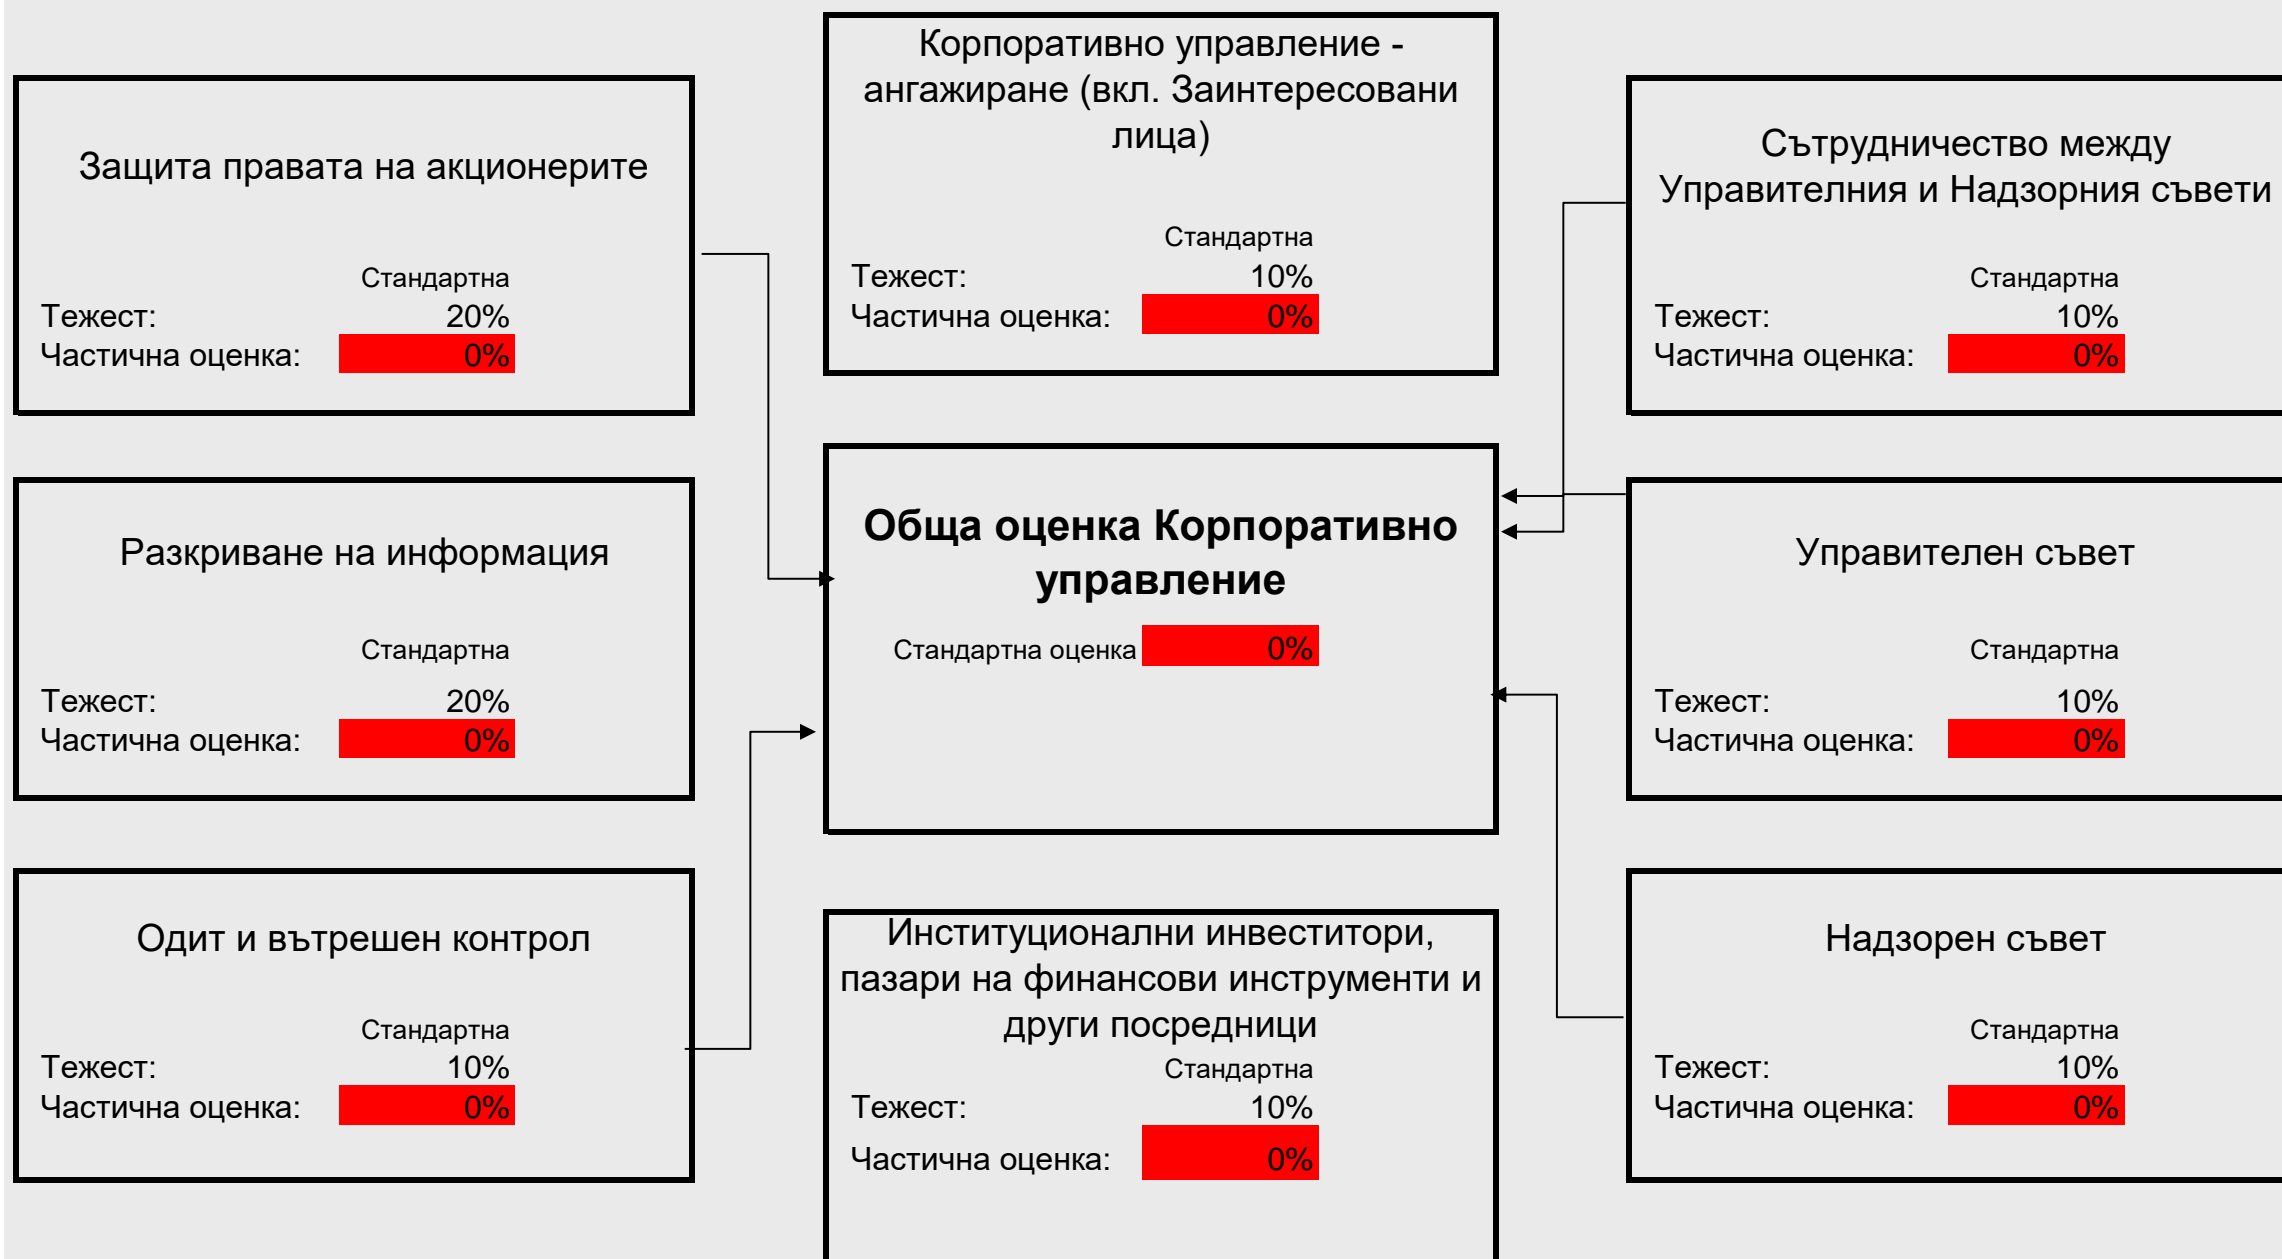 Защита правата на акционерите
Стандартна
Тежест: 20%
Частична оценка: 0%
Корпоративно управление -
ангажиране (вкл. Заинтересовани
лица)
Стандартна
Тежест: 10%
Частична оценка: 0%
Сътрудничество между
Управителния и Надзорния съвети
Стандартна
Тежест: 10%
Частична оценка: 0%
Разкриване на информация
Стандартна
Тежест: 20%
Частична оценка: 0%
Обща оценка Корпоративно
управление
Стандартна оценка 0%
Управителен съвет
Стандартна
Тежест: 10%
Частична оценка: 0%
Одит и вътрешен контрол
Стандартна
Тежест: 10%
Частична оценка: 0%
Институционални инвеститори,
пазари на финансови инструменти и
други посредници
Стандартна
Тежест: 10%
Частична оценка: 0%
Надзорен съвет
Стандартна
Тежест: 10%
Частична оценка: 0%